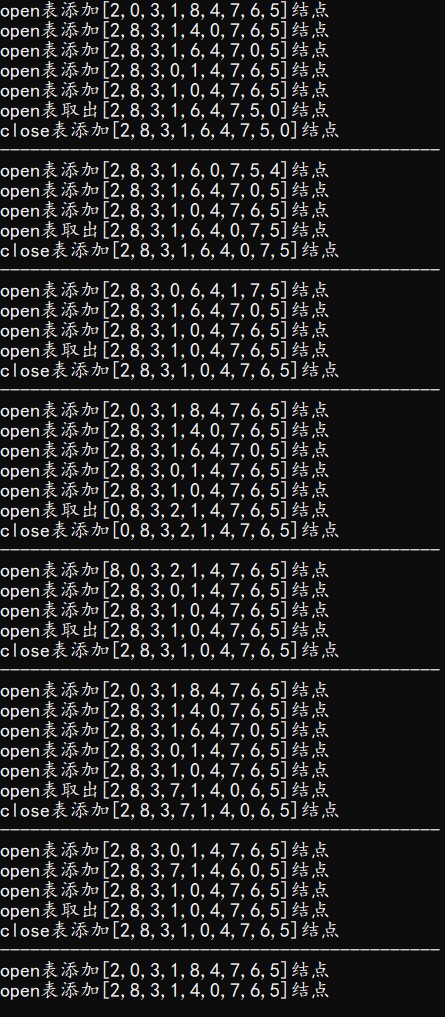 open表添加[2,0,3,1,8,4,7,6,5]结点
open表添加[2,8,3,1,4,0,7,6,5]结点
open表添加[2,8,3,1,6,4,7,0,5]结点
open表添加[2,8,3,0,1,4,7,6,5]结点
open表添加[2,8,3,1,0,4,7,6,5]结点
open表取出[2,8,3,1,6,4,7,5,0]结点
close表添加[2,8,3,1,6,4,7,5,0]结点
open表添加[2,8,3,1,6,0,7,5,4]结点
open表添加[2,8,3,1,6,4,7,0,5]结点
open表添加[2,8,3,1,0,4,7,6,5]结点
open表取出[2,8,3,1,6,4,0,7,5]结点
close表添加[2,8,3,1,6,4,0,7,5]结点
open表添加[2,8,3,0,6,4,1,7,5]结点
open表添加[2,8,3,1,6,4,7,0,5]结点
open表添加[2,8,3,1,0,4,7,6,5]结点
open表取出[2,8,3,1,0,4,7,6,5]结点
close表添加[2,8,3,1,0,4,7,6,5]结点
open表添加[2,0,3,1,8,4,7,6,5]结点
open表添加[2,8,3,1,4,0,7,6,5]结点
open表添加[2,8,3,1,6,4,7,0,5]结点
open表添加[2,8,3,0,1,4,7,6,5]结点
open表添加[2,8,3,1,0,4,7,6,5]结点
open表取出[0,8,3,2,1,4,7,6,5]结点
close表添加[0,8,3,2,1,4,7,6,5]结点
open表添加[8,0,3,2,1,4,7,6,5]结点
open表添加[2,8,3,0,1,4,7,6,5]结点
open表添加[2,8,3,1,0,4,7,6,5]结点
open表取出[2,8,3,1,0,4,7,6,5]结点
close表添加[2,8,3,1,0,4,7,6,5]结点
open表添加[2,0,3,1,8,4,7,6,5]结点
open表添加[2,8,3,1,4,0,7,6,5]结点
open表添加[2,8,3,1,6,4,7,0,5]结点
open表添加[2,8,3,0,1,4,7,6,5]结点
open表添加[2,8,3,1,0,4,7,6,5]结点
open表取出[2,8,3,7,1,4,0,6,5]结点
close表添加[2,8,3,7,1,4,0,6,5]结点
open表添加[2,8,3,0,1,4,7,6,5]结点
open表添加[2,8,3,7,1,4,6,0,5]结点
open表添加[2,8,3,1,0,4,7,6,5]结点
open表取出[2,8,3,1,0,4,7,6,5]结点
close表添加[2,8,3,1,0,4,7,6,5]结点
open表添加[2,0,3,1,8,4,7,6,5]结点
open表添加[2,8,3,1,4,0,7,6,5]结点